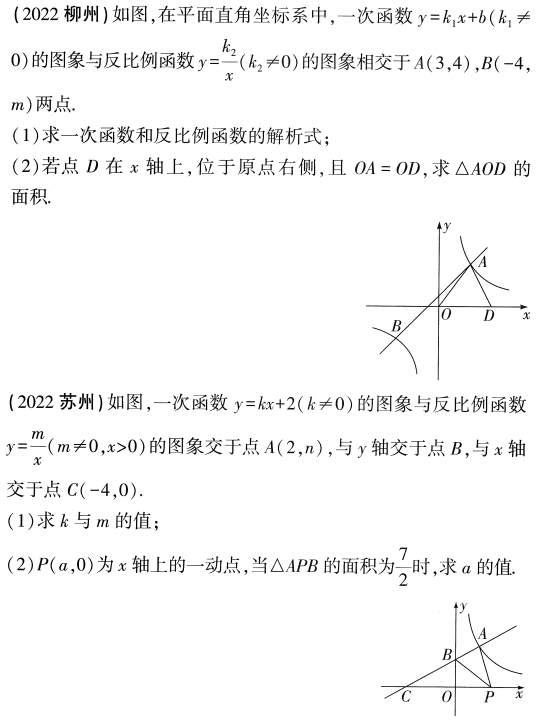 (2022 柳州)如图,在平面直角坐标系中,一次函数 y=k₁x+b(k₁≠
0)的图象与反比例函数 y=\frac{k₂}{x}(k₂≠0)的图象相交于 A(3,4),B(-4,
m)两点.
(1)求一次函数和反比例函数的解析式;
(2)若点 D 在 x 轴上,位于原点右侧,且 OA=OD,求△AOD 的
面积.
y
A
O
D
x
B
(2022 苏州)如图,一次函数 y=kx+2(k≠0)的图象与反比例函数
y=\frac{m}{x}(m≠0,x>0)的图象交于点 A(2,n),与 y 轴交于点 B,与 x 轴
交于点 C(-4,0).
(1)求 k 与 m 的值;
(2)P(a,0)为 x 轴上的一动点,当△APB 的面积为\frac{7}{2}时,求 a 的值.
y
A
B
C
O
P
x